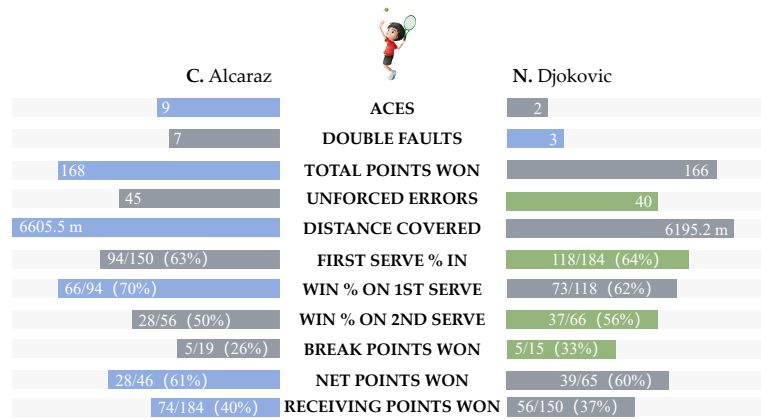 C. Alcaraz N. Djokovic
9 ACES 2
7 DOUBLE FAULTS 3
168 TOTAL POINTS WON 166
45 UNFORCED ERRORS 40
6605.5 m DISTANCE COVERED 6195.2 m
94/150 (63%) FIRST SERVE % IN 118/184 (64%)
66/94 (70%) WIN % ON 1ST SERVE 73/118 (62%)
28/56 (50%) WIN % ON 2ND SERVE 37/66 (56%)
5/19 (26%) BREAK POINTS WON 5/15 (33%)
28/46 (61%) NET POINTS WON 39/65 (60%)
74/184 (40%) RECEIVING POINTS WON 56/150 (37%)